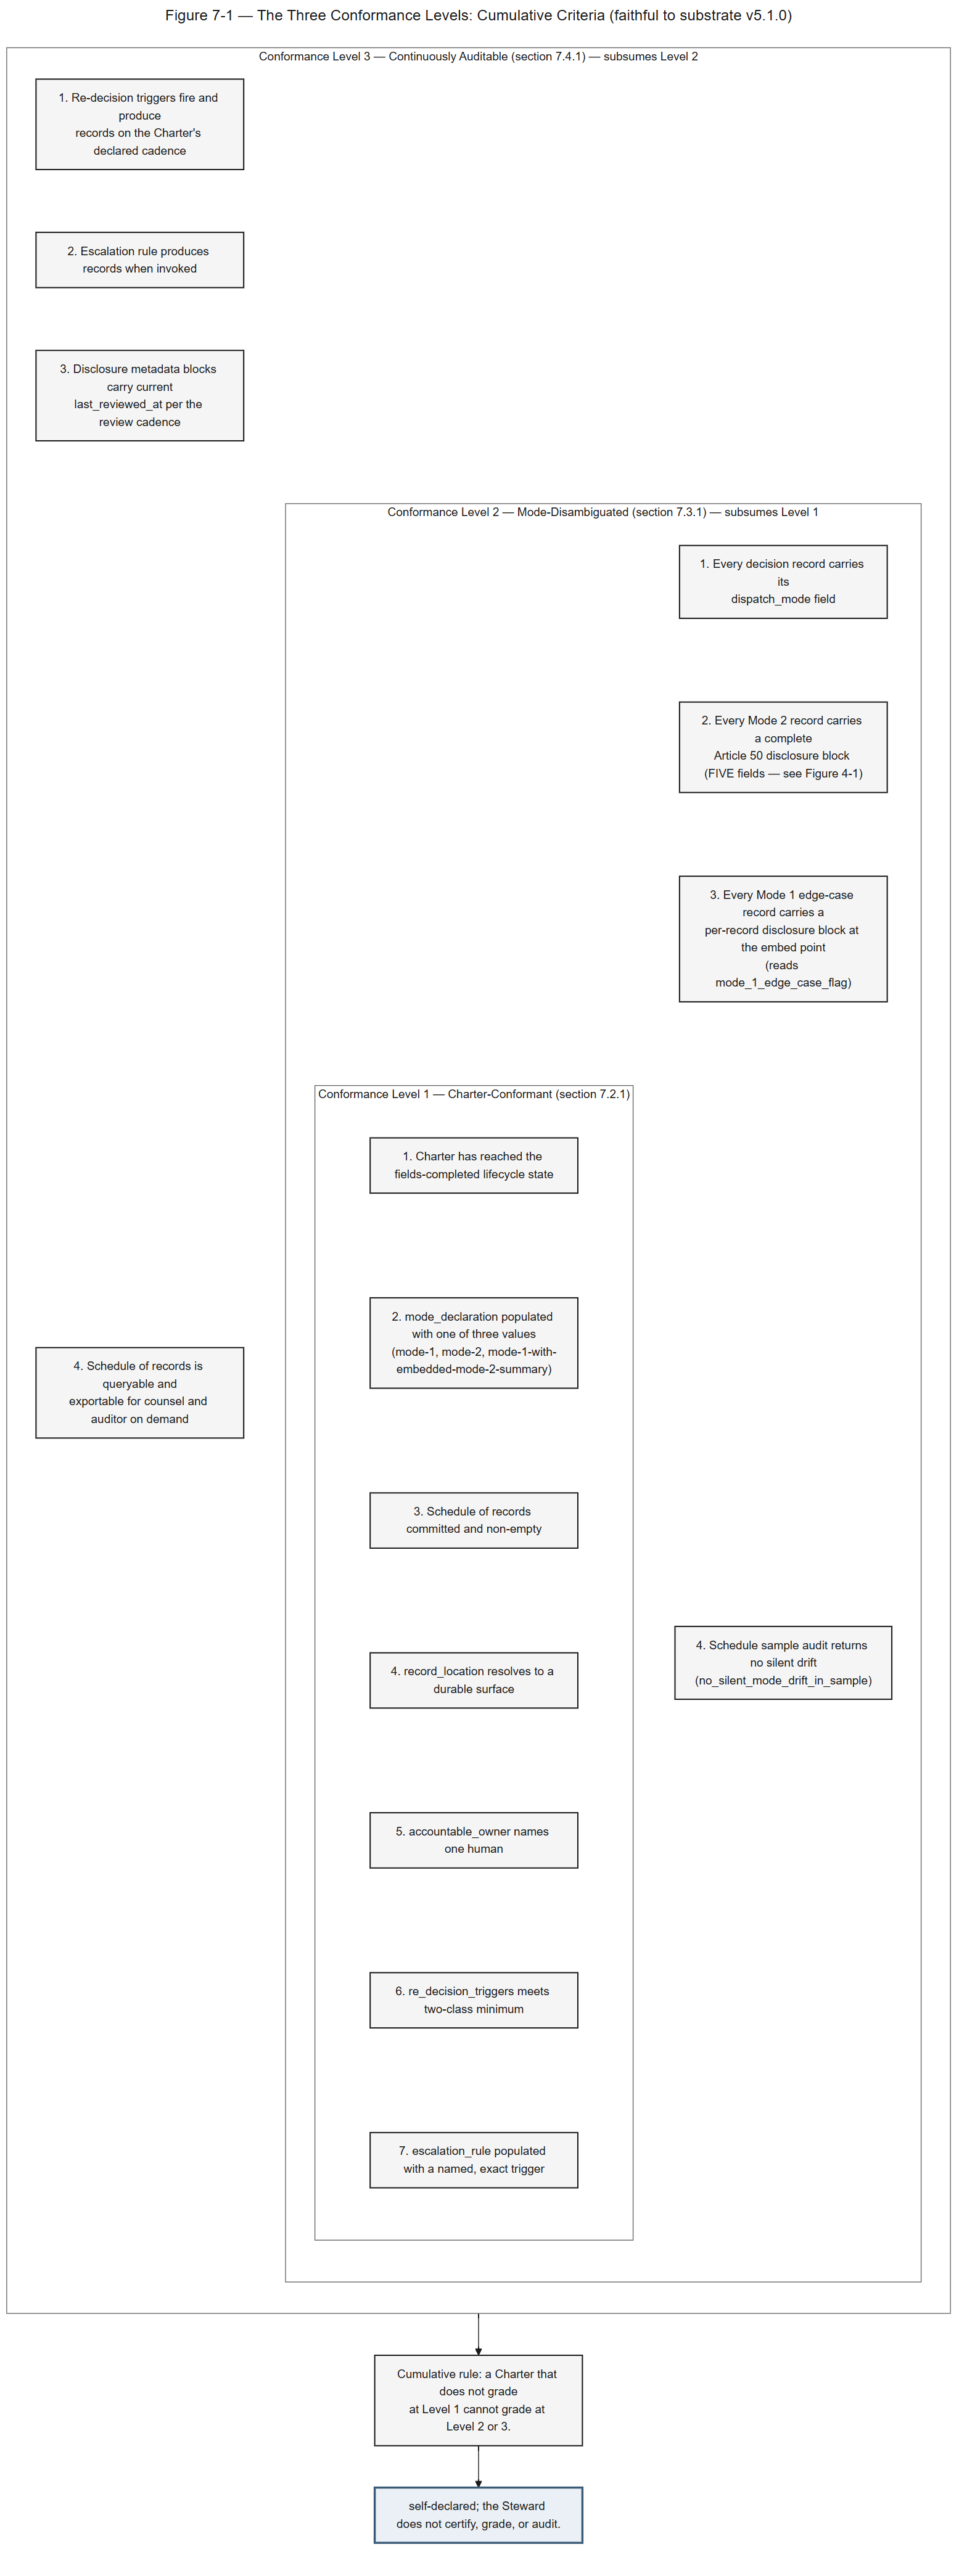 Figure 7-1 — The Three Conformance Levels: Cumulative Criteria (faithful to substrate v5.1.0)
Conformance Level 3 — Continuously Auditable (section 7.4.1) — subsumes Level 2
1. Re-decision triggers fire and
produce
records on the Charter's
declared cadence
2. Escalation rule produces
records when invoked
3. Disclosure metadata blocks
carry current
last_reviewed_at per the
review cadence
Conformance Level 2 — Mode-Disambiguated (section 7.3.1) — subsumes Level 1
1. Every decision record carries
its
dispatch_mode field
2. Every Mode 2 record carries
a complete
Article 50 disclosure block
(FIVE fields — see Figure 4-1)
3. Every Mode 1 edge-case
record carries a
per-record disclosure block at
the embed point
(reads
mode_1_edge_case_flag)
Conformance Level 1 — Charter-Conformant (section 7.2.1)
1. Charter has reached the
fields-completed lifecycle state
2. mode_declaration populated
with one of three values
(mode-1, mode-2, mode-1-with-
embedded-mode-2-summary)
4. Schedule of records is
queryable and
exportable for counsel and
auditor on demand
3. Schedule of records
committed and non-empty
4. record_location resolves to a
durable surface
4. Schedule sample audit returns
no silent drift
(no_silent_mode_drift_in_sample)
5. accountable_owner names
one human
6. re_decision_triggers meets
two-class minimum
7. escalation_rule populated
with a named, exact trigger
Cumulative rule: a Charter that
does not grade
at Level 1 cannot grade at
Level 2 or 3.
self-declared; the Steward
does not certify, grade, or audit.